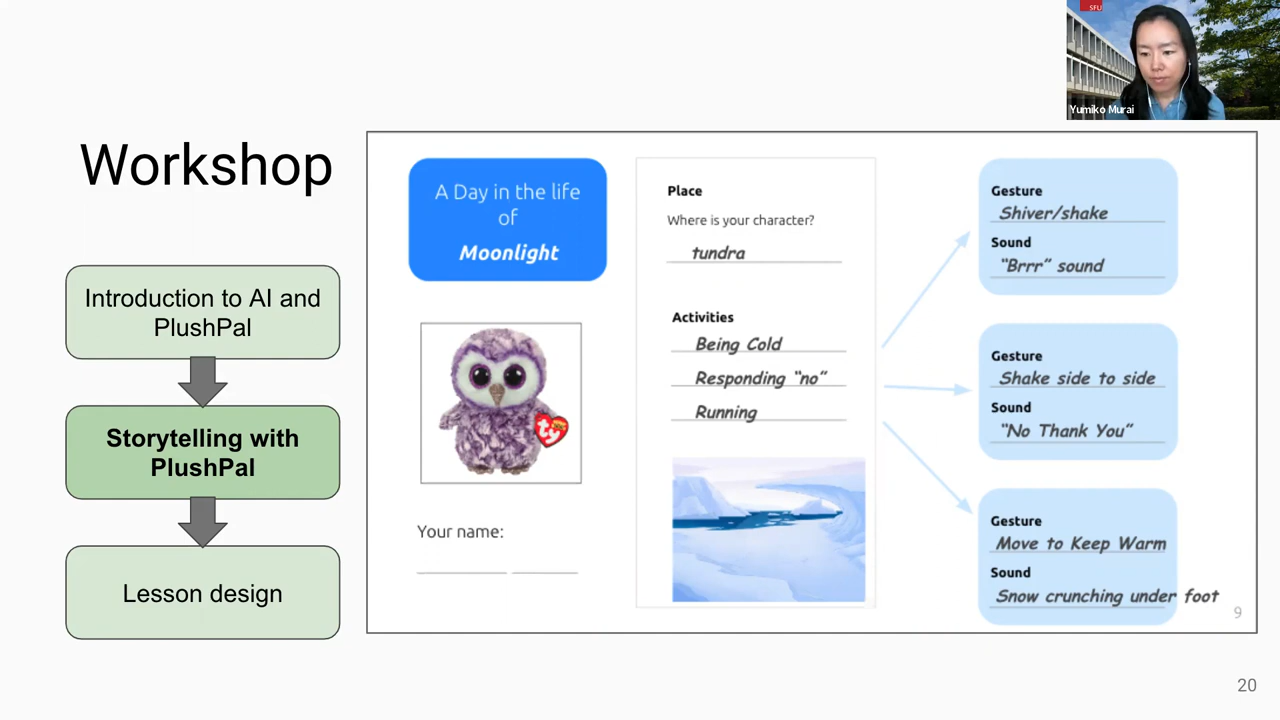 SFU
Yumiko Murai
Workshop
Introduction to AI and
PlushPal
Storytelling with
PlushPal
Lesson design
A Day in the life
of
Moonlight
ty
Your name:
Place
Where is your character?
tundra
Activities
Being Cold
Responding “no”
Running
Gesture
Shiver/shake
Sound
“Brrr” sound
Gesture
Shake side to side
Sound
“No Thank You”
Gesture
Move to Keep Warm
Sound
Snow crunching under foot
9
20